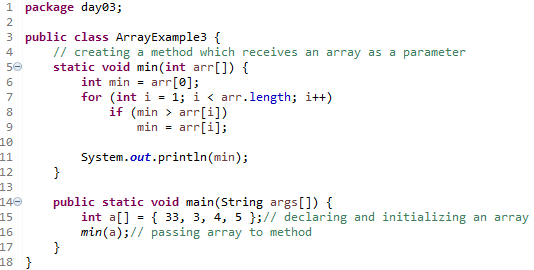 1 package day03;
2
3 public class ArrayExample3 {
4     // creating a method which receives an array as a parameter
5     static void min(int arr[]) {
6         int min = arr[0];
7         for (int i = 1; i < arr.length; i++)
8             if (min > arr[i])
9                 min = arr[i];
10
11         System.out.println(min);
12     }
13
14     public static void main(String args[]) {
15         int a[] = { 33, 3, 4, 5 };// declaring and initializing an array
16         min(a);// passing array to method
17     }
18 }